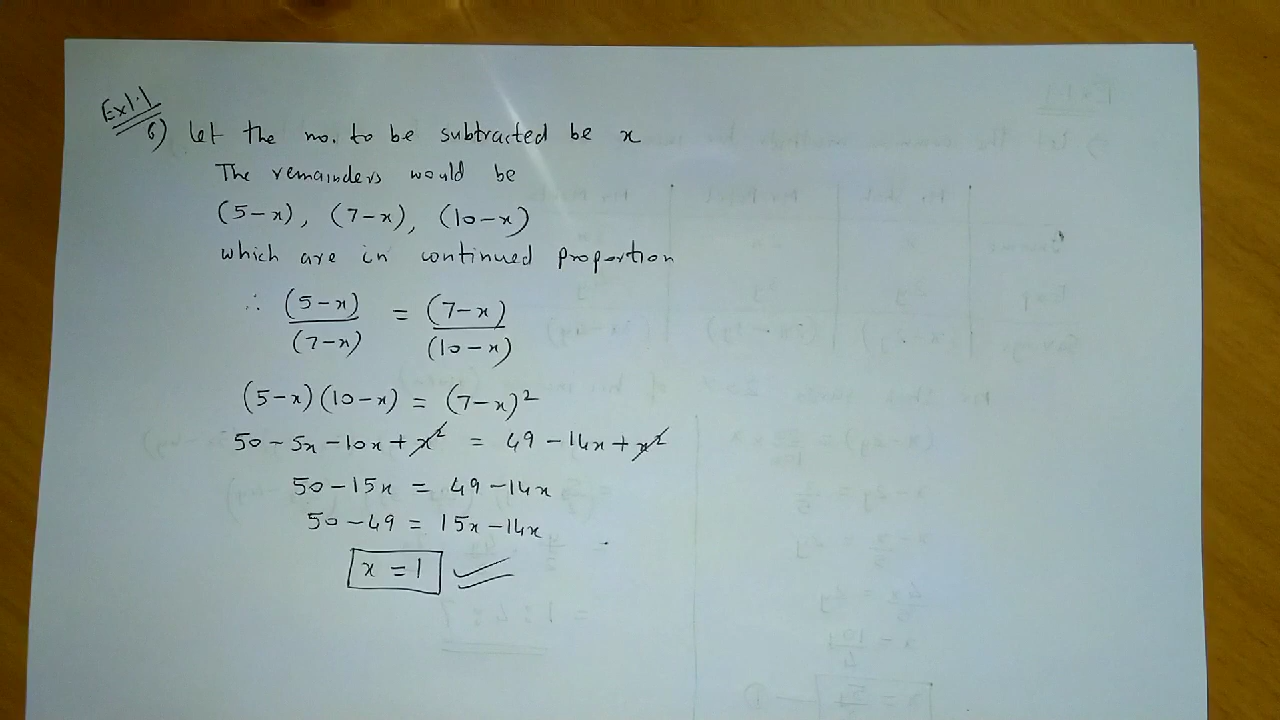 Ex1.1
6) Let the no. to be subtracted be x
The remainders would be
(5-x), (7-x), (10-x)
which are in continued proportion
∴ (5-x)/(7-x) = (7-x)/(10-x)
(5-x)(10-x) = (7-x)²
50-5x-10x+x² = 49-14x+x²
50-15x = 49-14x
50-49 = 15x-14x
x = 1